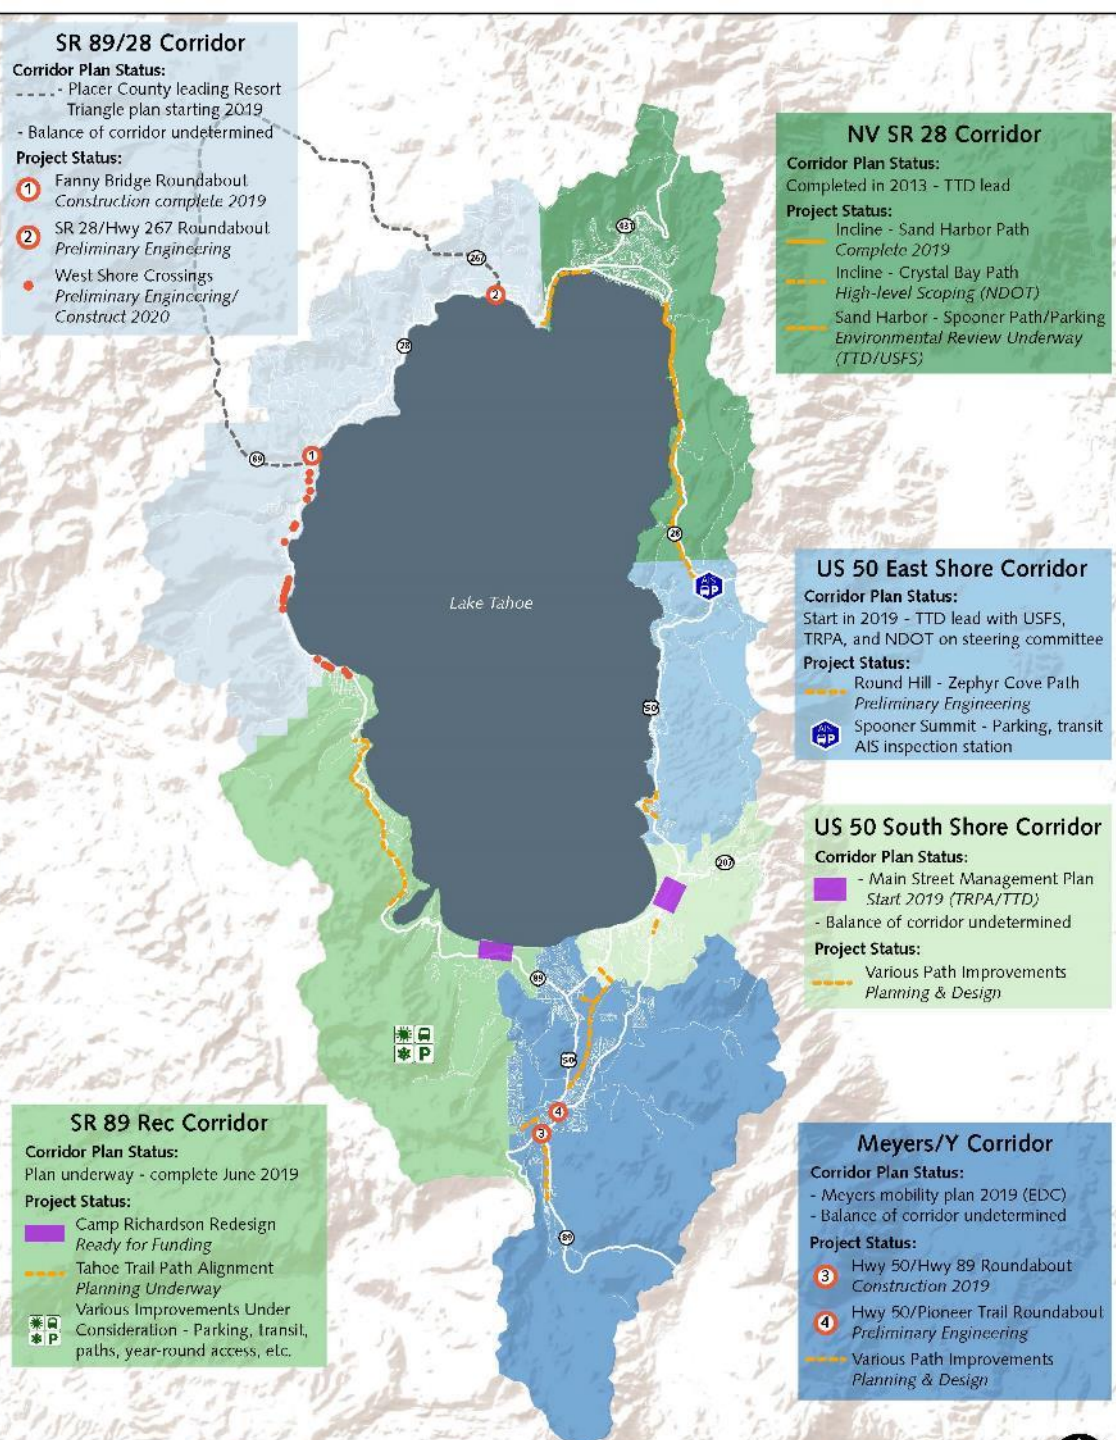 SR 89/28 Corridor
Corridor Plan Status:
- Placer County leading Resort
Triangle plan starting 2019
- Balance of corridor undetermined
Project Status:
1 Fanny Bridge Roundabout
Construction complete 2019
2 SR 28/Hwy 267 Roundabout
Preliminary Engineering
West Shore Crossings
Preliminary Engineering/
Construct 2020
NV SR 28 Corridor
Corridor Plan Status:
Completed in 2013 - TTD lead
Project Status:
Incline - Sand Harbor Path
Complete 2019
Incline - Crystal Bay Path
High-level Scoping (NDOT)
Sand Harbor - Spooner Path/Parking
Environmental Review Underway
(TTD/USFS)
431
267
2
28
89
1
28
AIS
P
Lake Tahoe
50
207
89
50
4
3
89
P
US 50 East Shore Corridor
Corridor Plan Status:
Start in 2019 - TTD lead with USFS,
TRPA, and NDOT on steering committee
Project Status:
Round Hill - Zephyr Cove Path
Preliminary Engineering
AIS
P
Spooner Summit - Parking, transit
AIS inspection station
US 50 South Shore Corridor
Corridor Plan Status:
- Main Street Management Plan
Start 2019 (TRPA/TTD)
- Balance of corridor undetermined
Project Status:
Various Path Improvements
Planning & Design
SR 89 Rec Corridor
Corridor Plan Status:
Plan underway - complete June 2019
Project Status:
Camp Richardson Redesign
Ready for Funding
Tahoe Trail Path Alignment
Planning Underway
Various Improvements Under
P Consideration - Parking, transit,
paths, year-round access, etc.
Meyers/Y Corridor
Corridor Plan Status:
- Meyers mobility plan 2019 (EDC)
- Balance of corridor undetermined
Project Status:
3 Hwy 50/Hwy 89 Roundabout
Construction 2019
4 Hwy 50/Pioneer Trail Roundabout
Preliminary Engineering
Various Path Improvements
Planning & Design